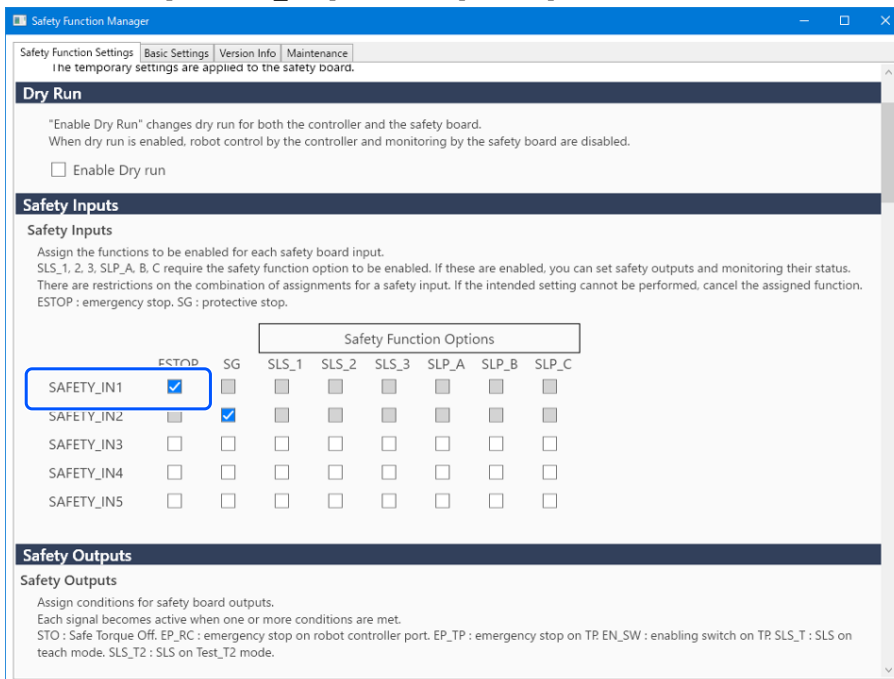 Safety Function Manager
Safety Function Settings Basic Settings Version Info Maintenance
The temporary settings are applied to the safety board.
Dry Run
"Enable Dry Run" changes dry run for both the controller and the safety board.
When dry run is enabled, robot control by the controller and monitoring by the safety board are disabled.
Enable Dry run
Safety Inputs
Safety Inputs
Assign the functions to be enabled for each safety board input.
SLS_1, 2, 3, SLP_A, B, C require the safety function option to be enabled. If these are enabled, you can set safety outputs and monitoring their status.
There are restrictions on the combination of assignments for a safety input. If the intended setting cannot be performed, cancel the assigned function.
ESTOP : emergency stop. SG : protective stop.
Safety Function Options
ESTOP SG SLS_1 SLS_2 SLS_3 SLP_A SLP_B SLP_C
SAFETY_IN1
SAFETY_IN2
SAFETY_IN3
SAFETY_IN4
SAFETY_IN5
Safety Outputs
Safety Outputs
Assign conditions for safety board outputs.
Each signal becomes active when one or more conditions are met.
STO : Safe Torque Off. EP_RC : emergency stop on robot controller port. EP_TP : emergency stop on TP. EN_SW : enabling switch on TP. SLS_T : SLS on
teach mode. SLS_T2 : SLS on Test_T2 mode.